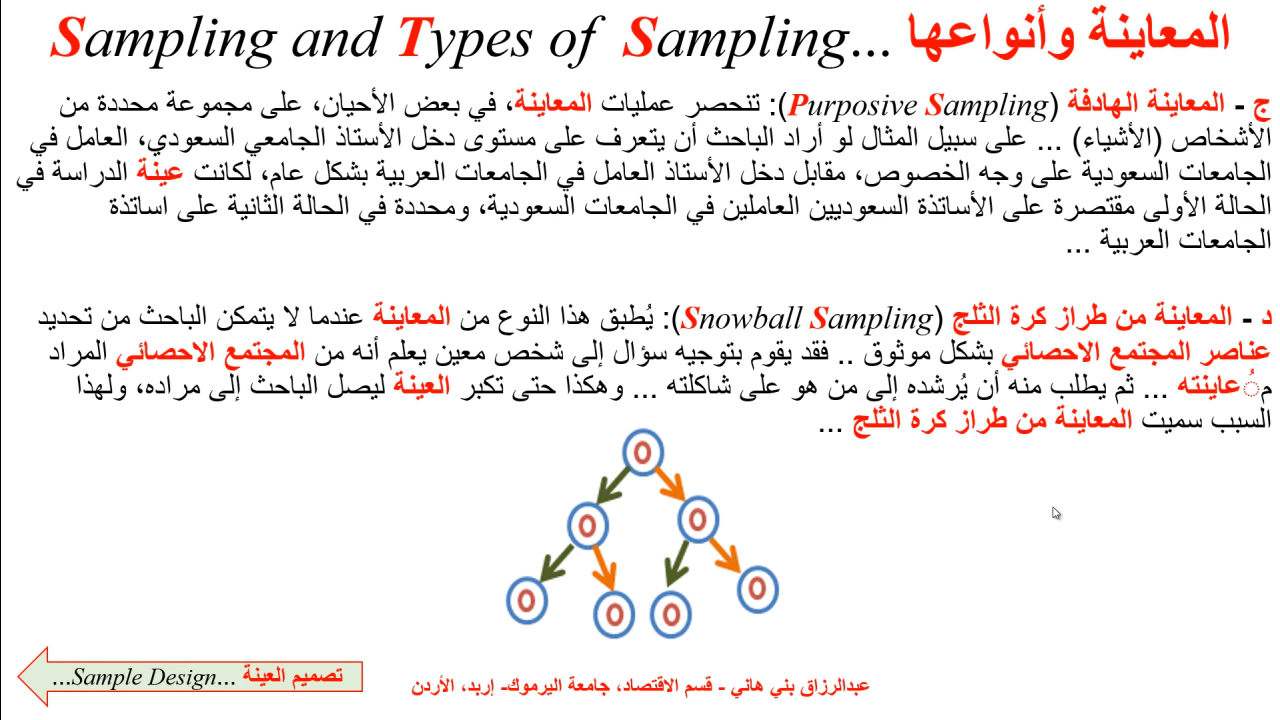 المعاينة وأنواعها ...Sampling and Types of Sampling
ج - المعاينة الهادفة (Purposive Sampling): تنحصر عمليات المعاينة، في بعض الأحيان، على مجموعة محددة من
الأشخاص (الأشياء) ... على سبيل المثال لو أراد الباحث أن يتعرف على مستوى دخل الأستاذ الجامعي السعودي، العامل في
الجامعات السعودية على وجه الخصوص، مقابل دخل الأستاذ العامل في الجامعات العربية بشكل عام، لكانت عينة الدراسة في
الحالة الأولى مقتصرة على الأساتذة السعوديين العاملين في الجامعات السعودية، ومحددة في الحالة الثانية على اساتذة
الجامعات العربية ...
د - المعاينة من طراز كرة الثلج (Snowball Sampling): يُطبق هذا النوع من المعاينة عندما لا يتمكن الباحث من تحديد
عناصر المجتمع الاحصائي بشكل موثوق .. فقد يقوم بتوجيه سؤال إلى شخص معين يعلم أنه من المجتمع الاحصائي المراد
مُعاينته ... ثم يطلب منه أن يُرشده إلى من هو على شاكلته ... وهكذا حتى تكبر العينة ليصل الباحث إلى مراده، ولهذا
السبب سميت المعاينة من طراز كرة الثلج ...
O
O O
O O O O
تصميم العينة ...Sample Design...
عبدالرزاق بني هاني - قسم الاقتصاد، جامعة اليرموك- إربد، الأردن